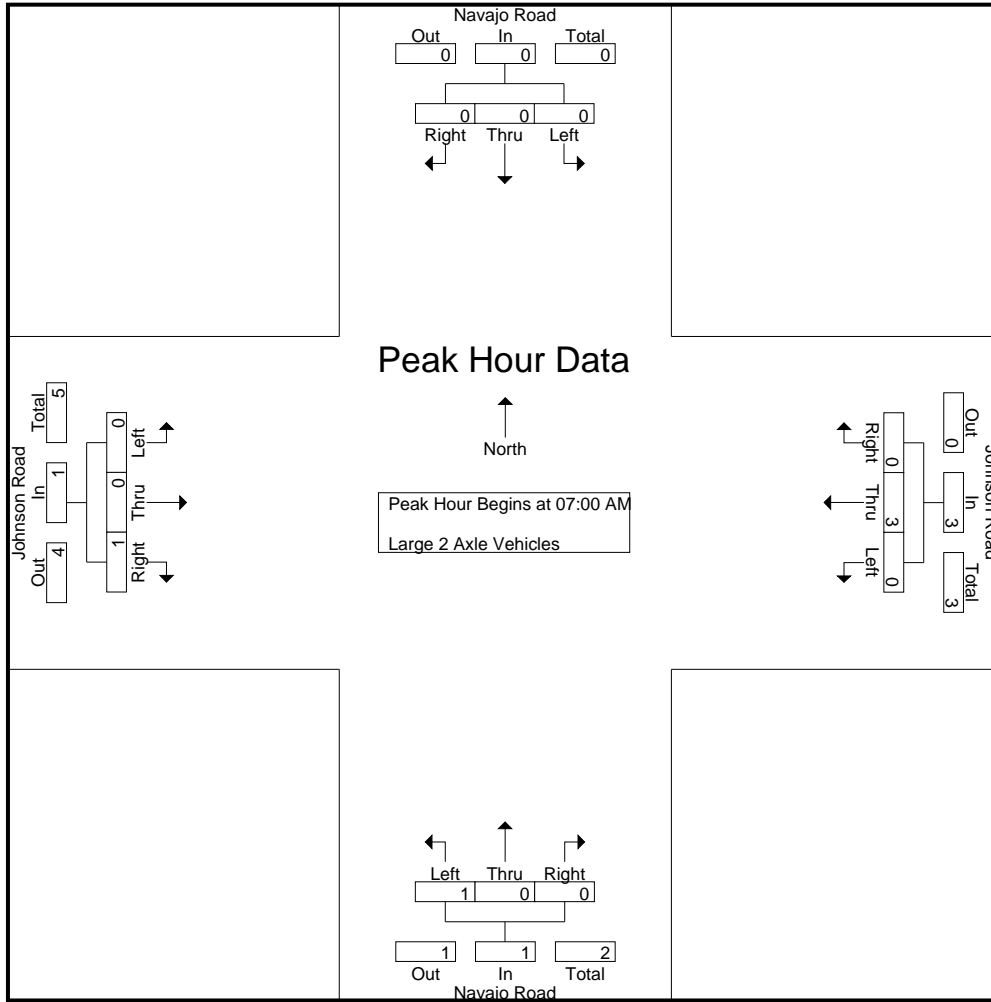 Navajo Road
Out In Total
0 0 0
0 0 0
Right Thru Left
Peak Hour Data
North
Peak Hour Begins at 07:00 AM
Large 2 Axle Vehicles
Johnson Road
Out In Total
4 1 5
Left Thru Right
0 0 1
Johnson Road
Out In Total
0 3 3
Right Thru Left
0 3 0
Left Thru Right
1 0 0
1 1 2
Out In Total
Navajo Road